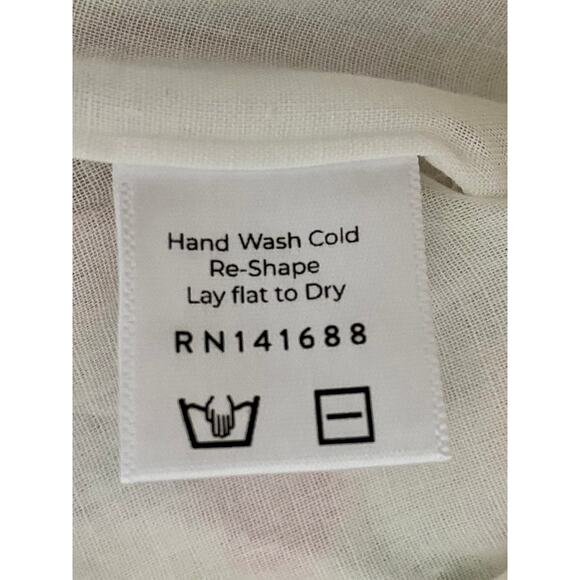 Hand Wash Cold
Re-Shape
Lay flat to Dry
RN141688